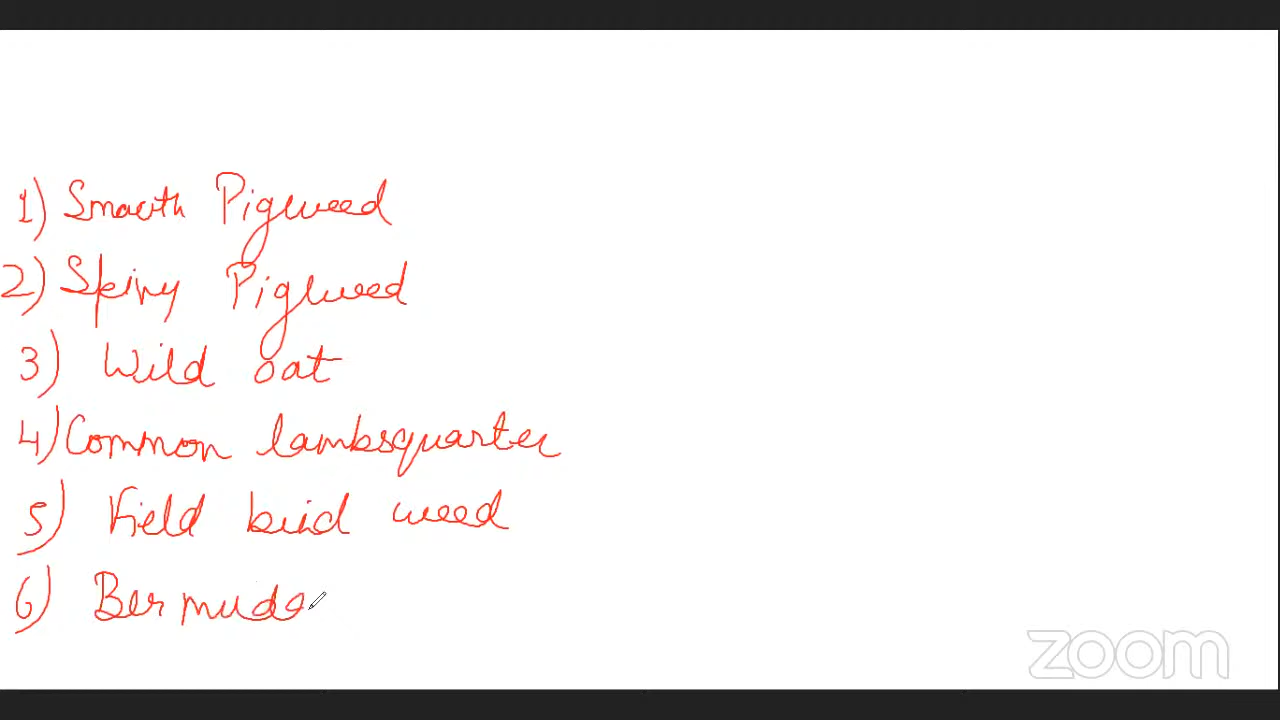 1) Smooth Pigweed
2) Spiny Pigweed
3) Wild oat
4) Common lambsquarter
5) Field bind weed
6) Bermuda
zoom